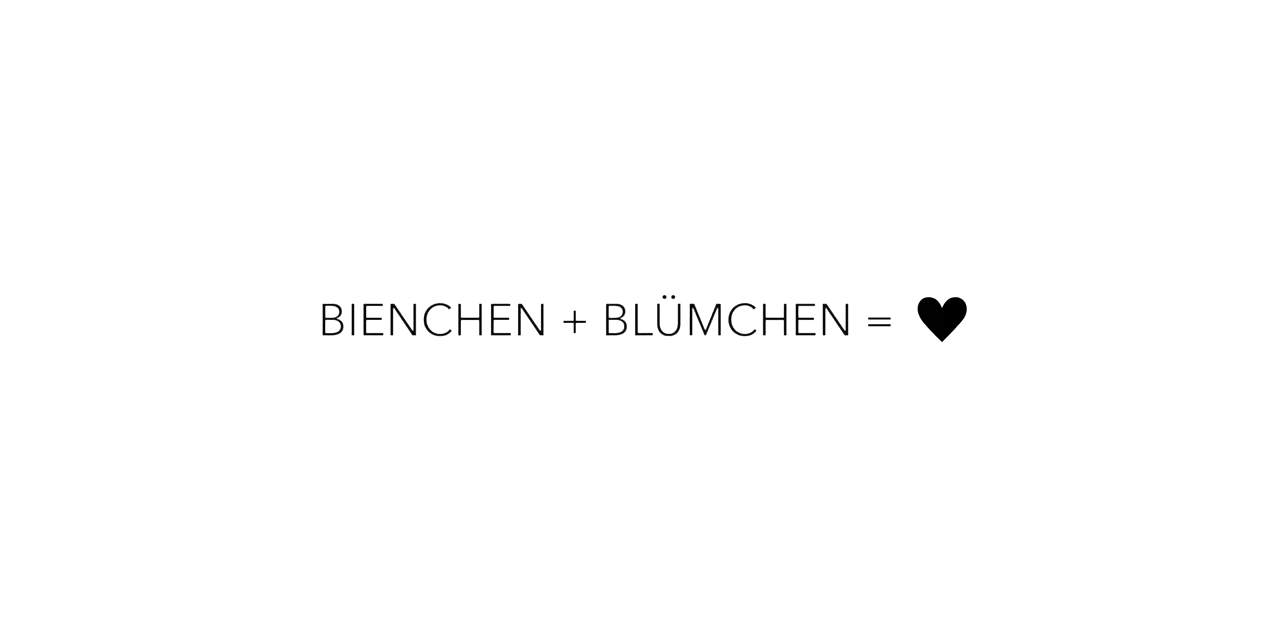 BIENCHEN + BLÜMCHEN = ♥